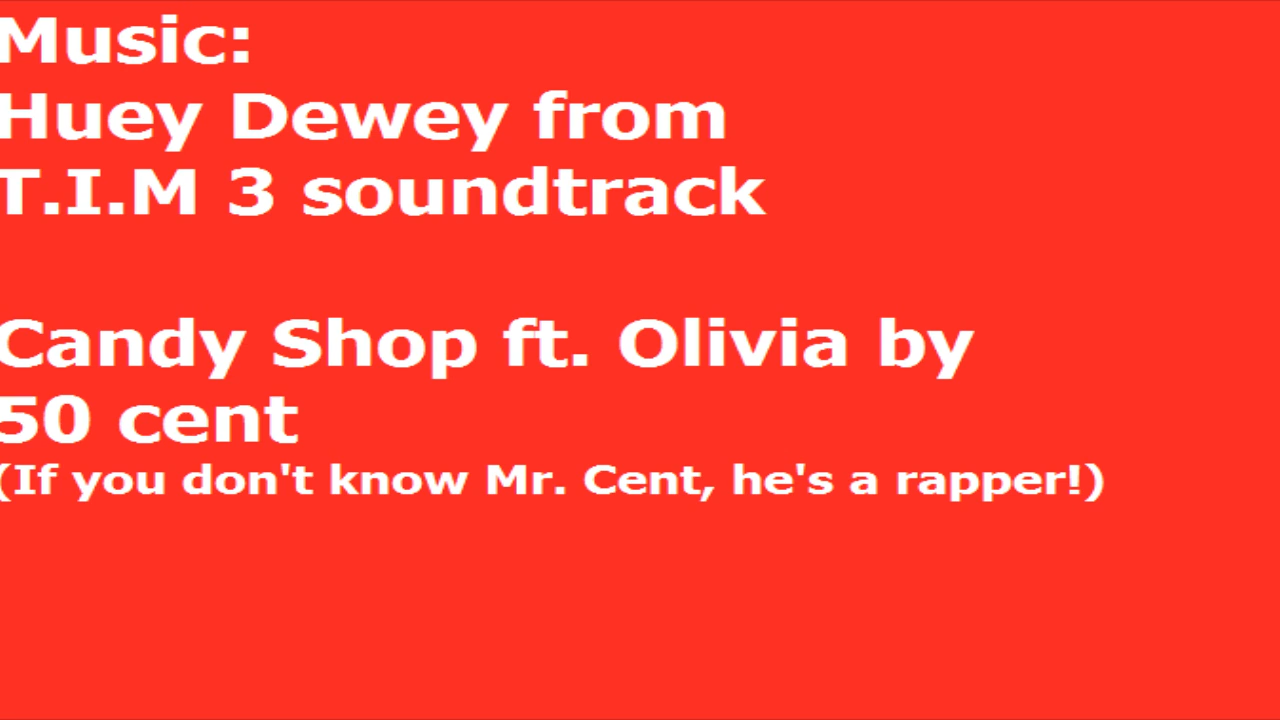 Music:
Huey Dewey from
T.I.M 3 soundtrack
Candy Shop ft. Olivia by
50 cent
(If you don't know Mr. Cent, he's a rapper!)